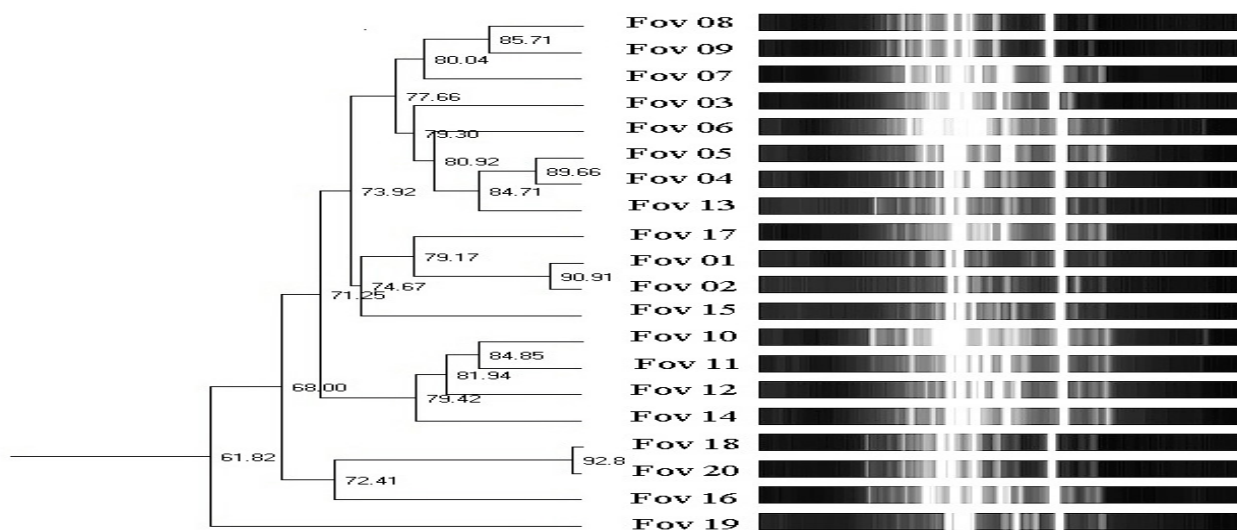 Fov 08
85.71
Fov 09
80.04
Fov 07
77.66
Fov 03
79.30
Fov 06
80.92
Fov 05
89.66
Fov 04
73.92
84.71
Fov 13
Fov 17
79.17
Fov 01
90.91
Fov 02
74.67
71.25
Fov 15
Fov 10
84.85
Fov 11
81.94
68.00
Fov 12
79.42
Fov 14
Fov 18
61.82
92.8
Fov 20
72.41
Fov 16
Fov 19